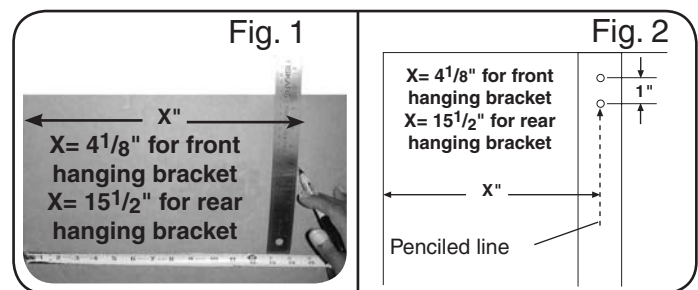 Fig. 1
X"
X= 4 1/8" for front
hanging bracket
X= 15 1/2" for rear
hanging bracket
Fig. 2
X= 4 1/8" for front
hanging bracket
X= 15 1/2" for rear
hanging bracket
1"
X"
Penciled line